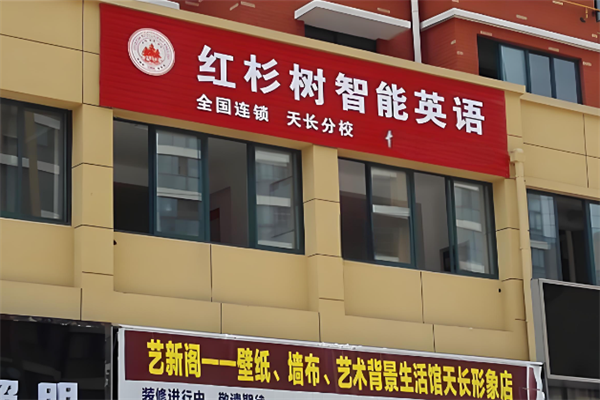 红杉树智能英语
全国连锁 天长分校
艺新阁——壁纸、墙布、艺术背景生活馆天长形象店
装修进行中 敬请期待
照明